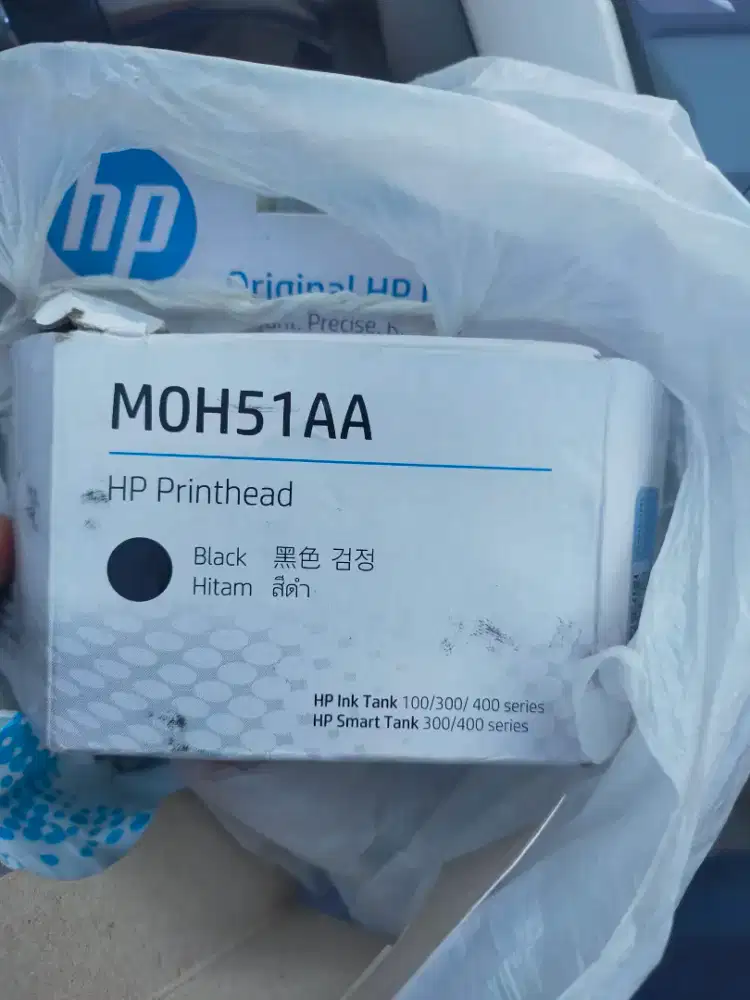 hp
Original HP
Precise,
M0H51AA
HP Printhead
Black 黑色 검정
Hitam สีดำ
HP Ink Tank 100/300/ 400 series
HP Smart Tank 300/400 series